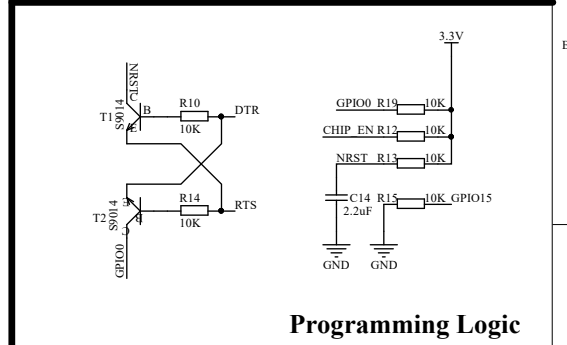 3.3V
NRST
C
T1
S9014
B
E
R10
10K
DTR
E
T2
S9014
B
C
R14
10K
RTS
GPIO0
GPIO0 R19 10K
CHIP_EN R12 10K
NRST R13 10K
C14
2.2uF
R15 10K GPIO15
GND
GND
Programming Logic